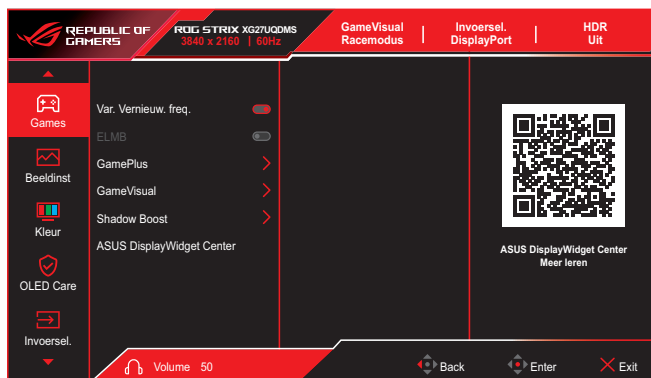 REPUBLIC OF
GAMERS
ROG STRIX XG27UQDMS
3840 x 2160 | 60Hz
GameVisual
Racemodus
Invoersel.
DisplayPort
HDR
Uit
Games
Beeldinst
Kleur
OLED Care
Invoersel.
Var. Vernieuw. freq.
ELMB
GamePlus
GameVisual
Shadow Boost
ASUS DisplayWidget Center
ASUS DisplayWidget Center
Meer leren
Volume 50
Back
Enter
Exit